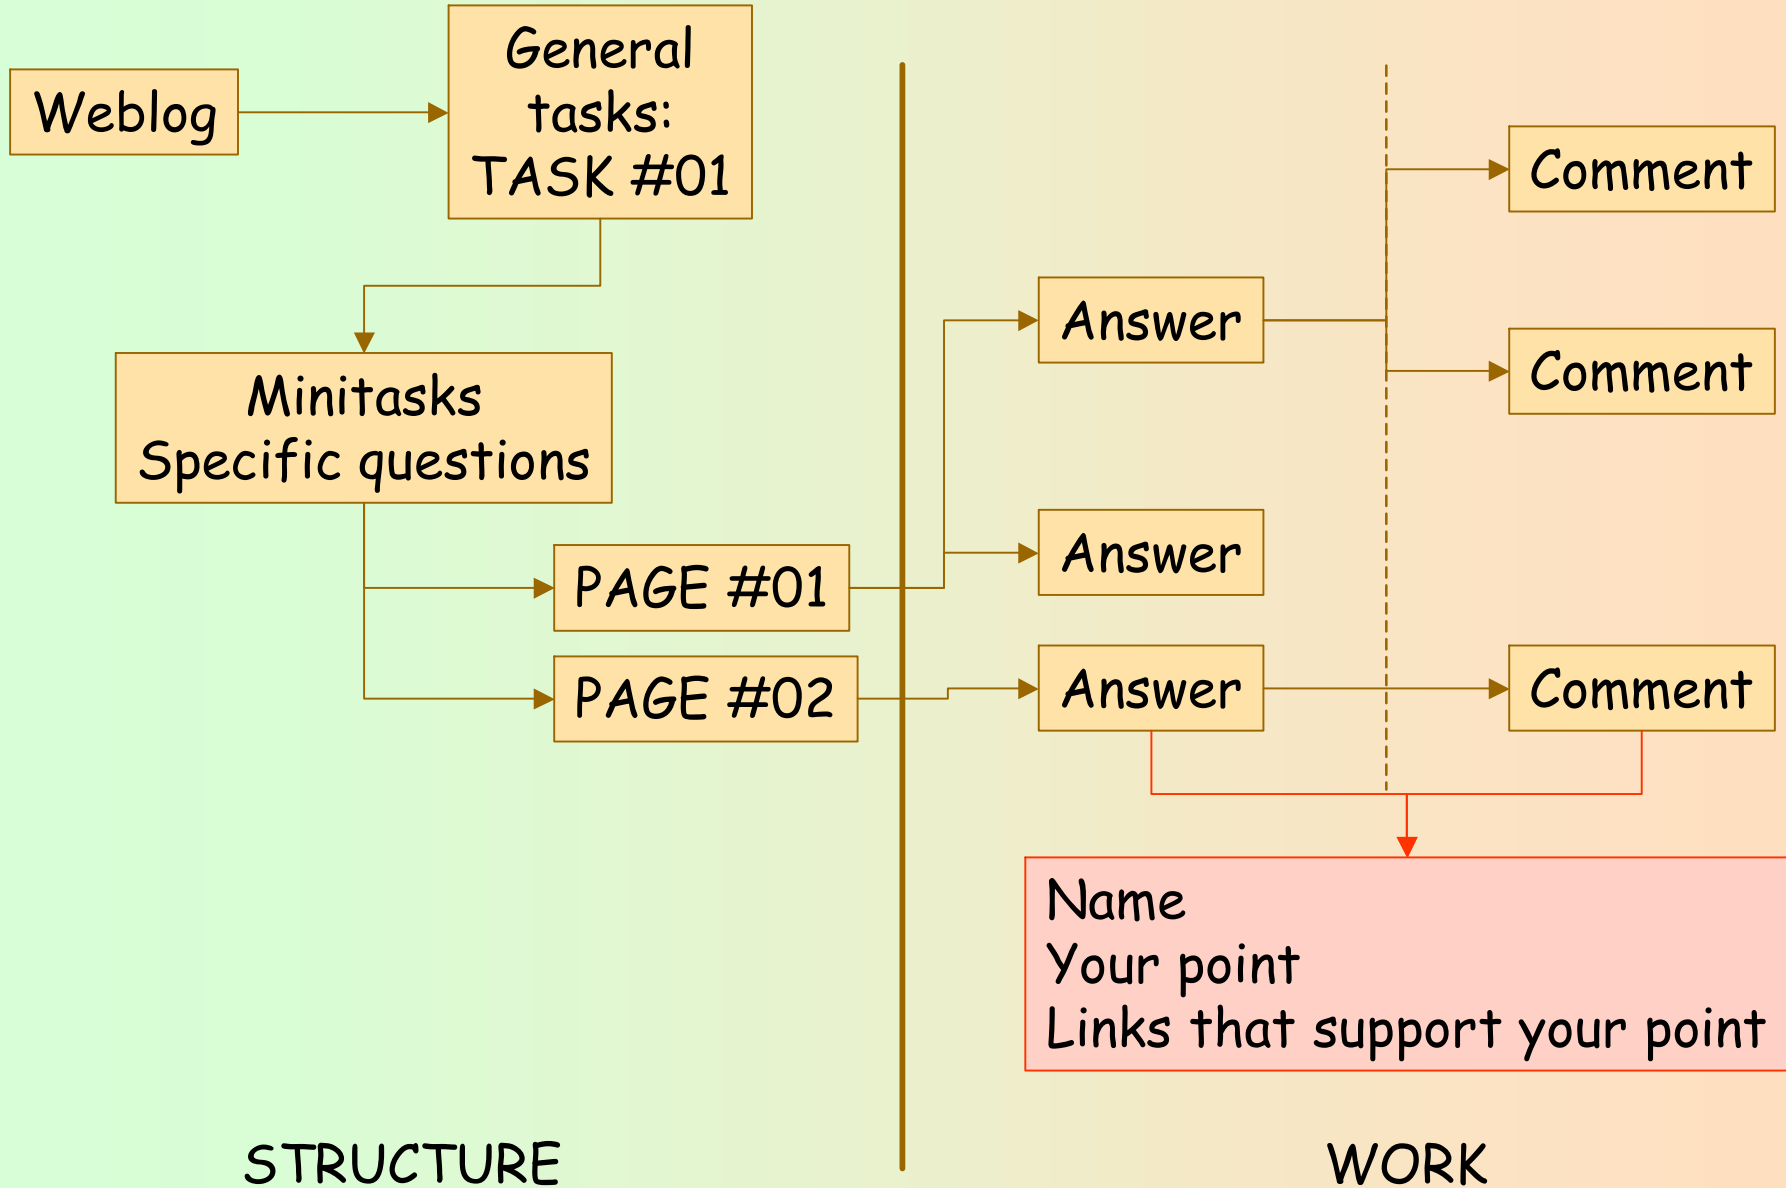 Weblog
General
tasks:
TASK #01
Minitasks
Specific questions
PAGE #01
PAGE #02
Answer
Answer
Answer
Comment
Comment
Comment
Name
Your point
Links that support your point
STRUCTURE
WORK